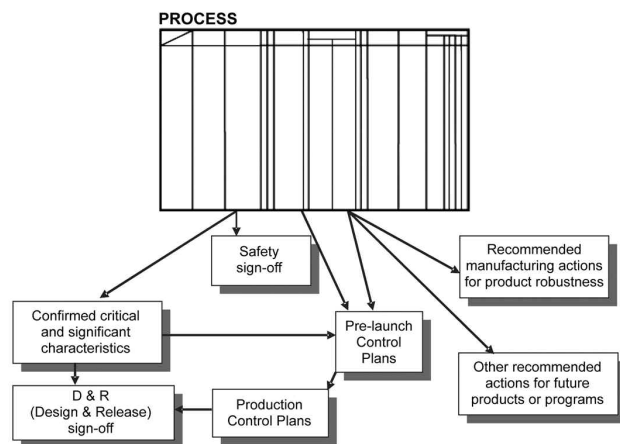 PROCESS
Safety
sign-off
Recommended
manufacturing actions
for product robustness
Confirmed critical
and significant
characteristics
Pre-launch
Control
Plans
Other recommended
actions for future
products or programs
D & R
(Design & Release)
sign-off
Production
Control Plans